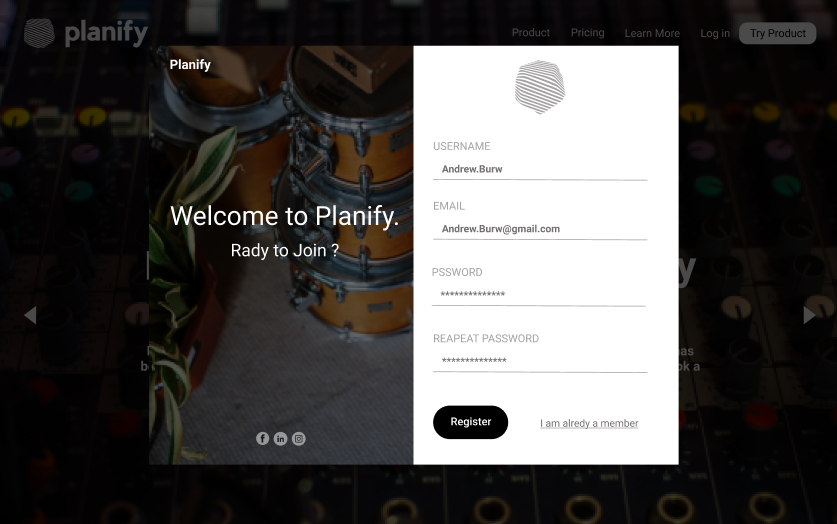 planify
Product Pricing Learn More Log in Try Product
Planify
Welcome to Planify.
Rady to Join ?
USERNAME
Andrew.Burw
EMAIL
Andrew.Burw@gmail.com
PSSWORD
**************
REAPEAT PASSWORD
**************
Register
I am alredy a member